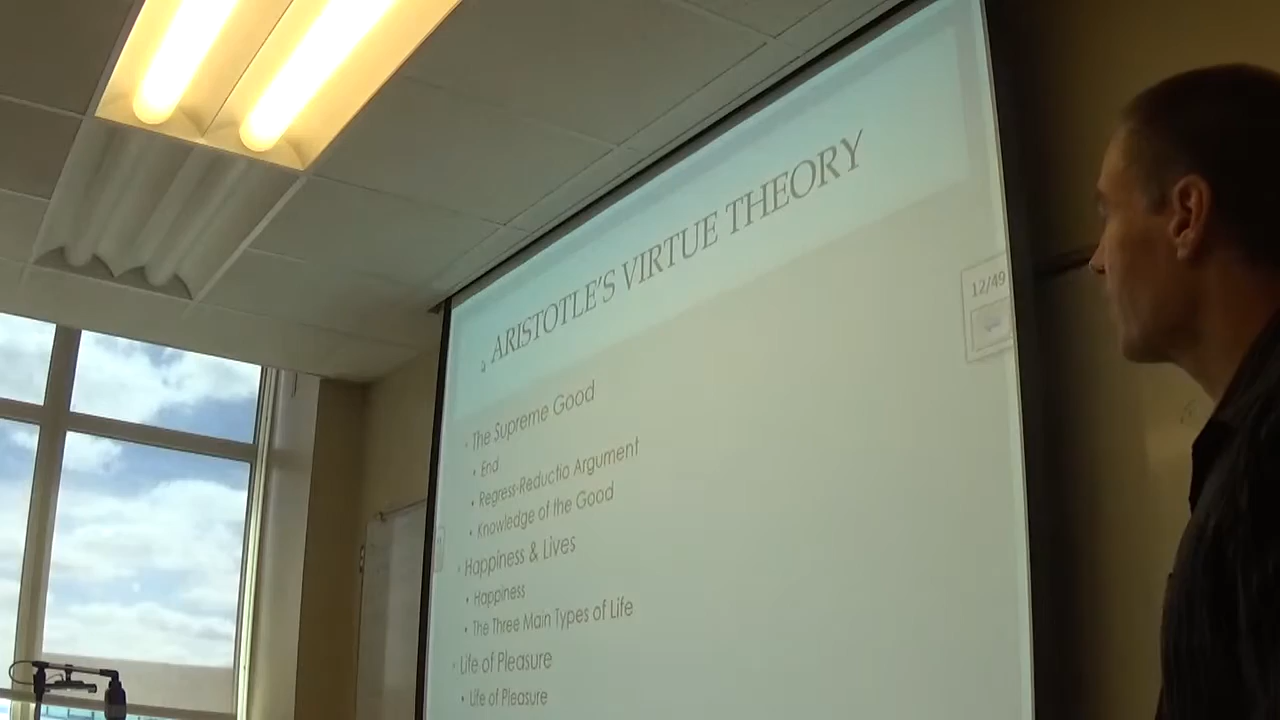 ARISTOTLE'S VIRTUE THEORY
12/49
• The Supreme Good
• End
• Regress-Reductio Argument
• Knowledge of the Good
• Happiness & Lives
• Happiness
• The Three Main Types of Life
• Life of Pleasure
• Life of Pleasure